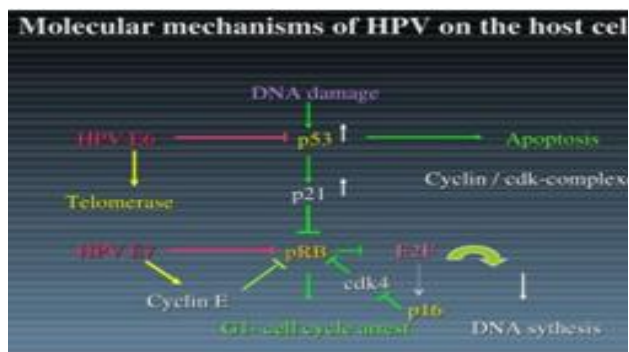 Molecular mechanisms of HPV on the host cel
DNA damage
HPV E6 p53 Apoptosis
Cyclin / cdk-complex
p21
Telomerase
HPV E7 pRB E2F
cdk4
Cyclin E
p16
G1- cell cycle arrest DNA sythesis